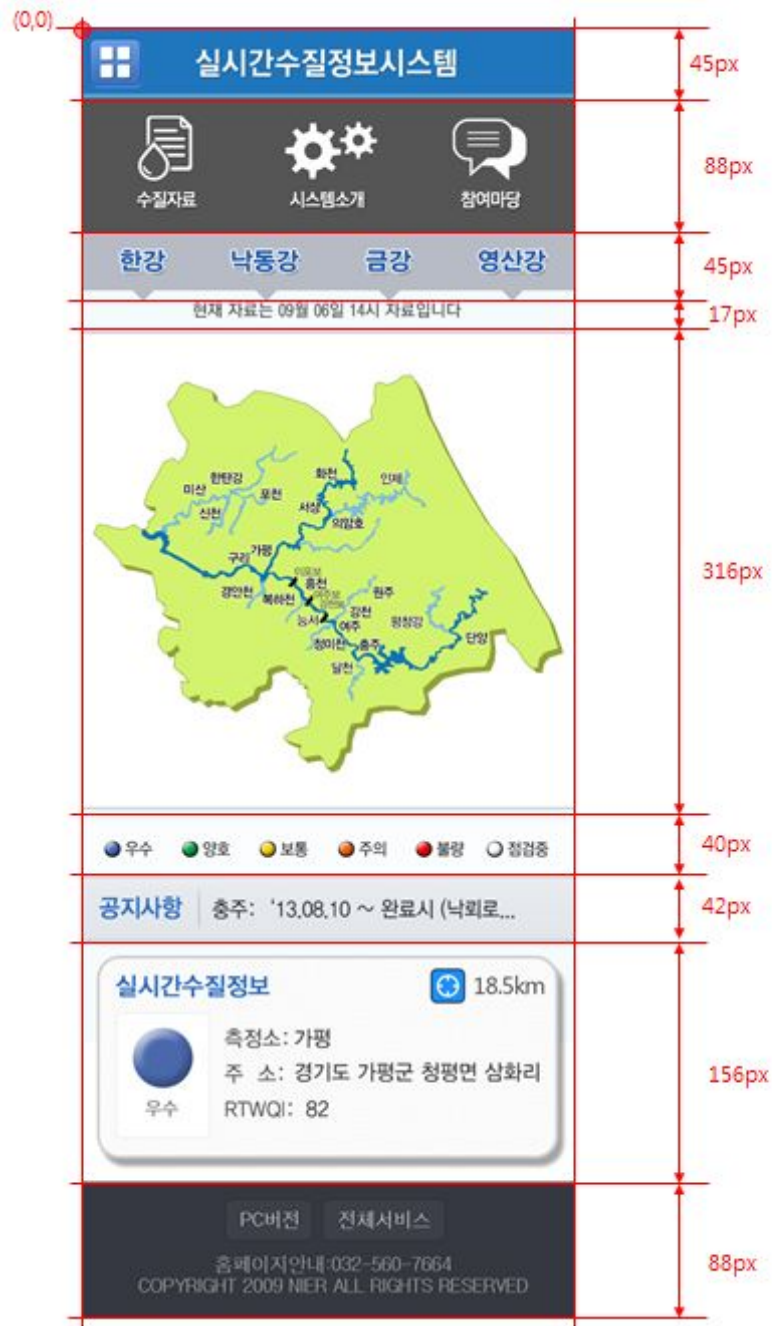 (0,0)
실시간수질정보시스템
45px
수질자료 시스템소개 참여마당
88px
한강 낙동강 금강 영산강
45px
현재 자료는 09월 06일 14시 자료입니다
17px
화천
한탄강 인제
미산 포천
서상
신천 의암호
가평
구리
이포보
홍천
316px
경안천 복하천 여주보 원주
강천
능서 여주 평창강
청미천 충주 단양
달천
우수 양호 보통 주의 불량 점검중
40px
공지사항 충주: '13.08.10 ~ 완료시 (낙뢰로...
42px
실시간수질정보 18.5km
측정소: 가평
주 소: 경기도 가평군 청평면 삼화리
156px
우수 RTWQI: 82
PC버전 전체서비스
홈페이지안내:032-560-7664
88px
COPYRIGHT 2009 NIER ALL RIGHTS RESERVED